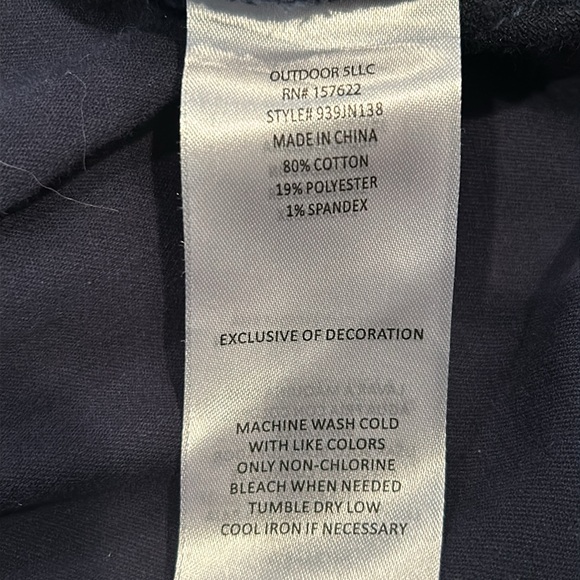 OUTDOOR 5LLC
RN# 157622
STYLE# 939JN138
MADE IN CHINA
80% COTTON
19% POLYESTER
1% SPANDEX
EXCLUSIVE OF DECORATION
MACHINE WASH COLD
WITH LIKE COLORS
ONLY NON-CHLORINE
BLEACH WHEN NEEDED
TUMBLE DRY LOW
COOL IRON IF NECESSARY